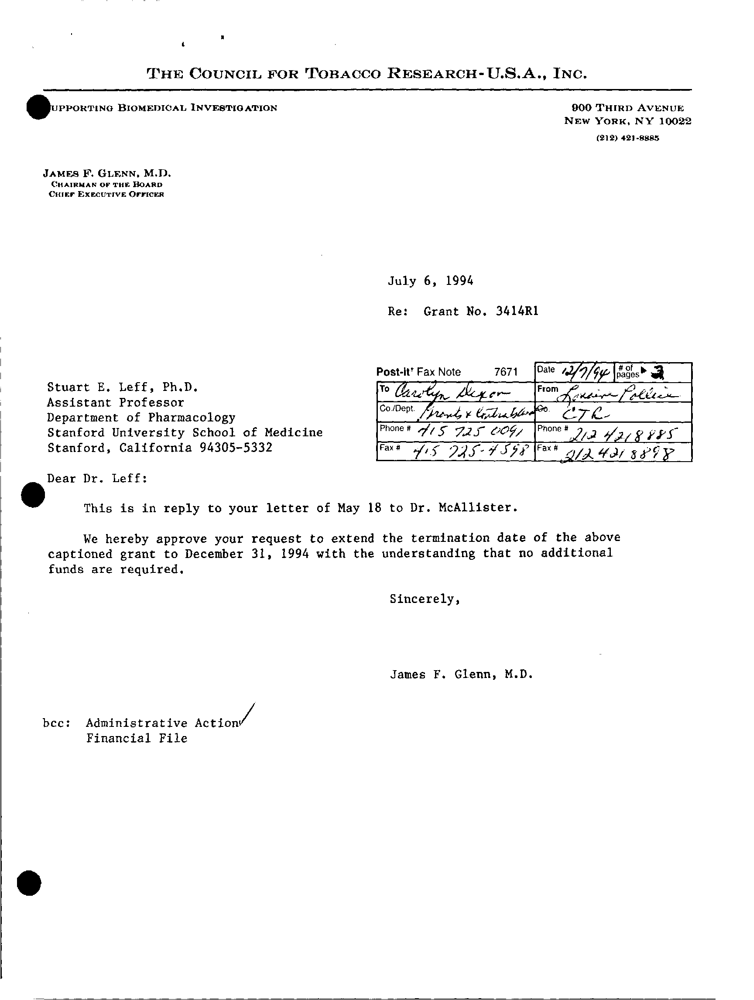 THE COUNCIL FOR TOBACCO RESEARCH-U.S.A., INC.
UPPORTING BIOMEDICAL INVESTIGATION
900 THIRD AVENUE
NEW YORK, NY 10022
(212) 421-8885
JAMES F. GLENN, M.D.
CHAIRMAN OF THE BOARD
CHIEF EXECUTIVE OFFICER
July 6, 1994
Re: Grant No. 3414R1
Post-it' Fax Note 7671 Date 12/7/94 # of pages
To Carolyn Dixon From Pollice
Co./Dept. Co. CTR
Phone # 415 725 0091 Phone # 212 4218885
Fax # 415 725-4598 Fax # 212 421 8898
Stuart E. Leff, Ph.D.
Assistant Professor
Department of Pharmacology
Stanford University School of Medicine
Stanford, California 94305-5332
Dear Dr. Leff:
This is in reply to your letter of May 18 to Dr. McAllister.
We hereby approve your request to extend the termination date of the above
captioned grant to December 31, 1994 with the understanding that no additional
funds are required.
Sincerely,
James F. Glenn, M.D.
bcc: Administrative Action
Financial File